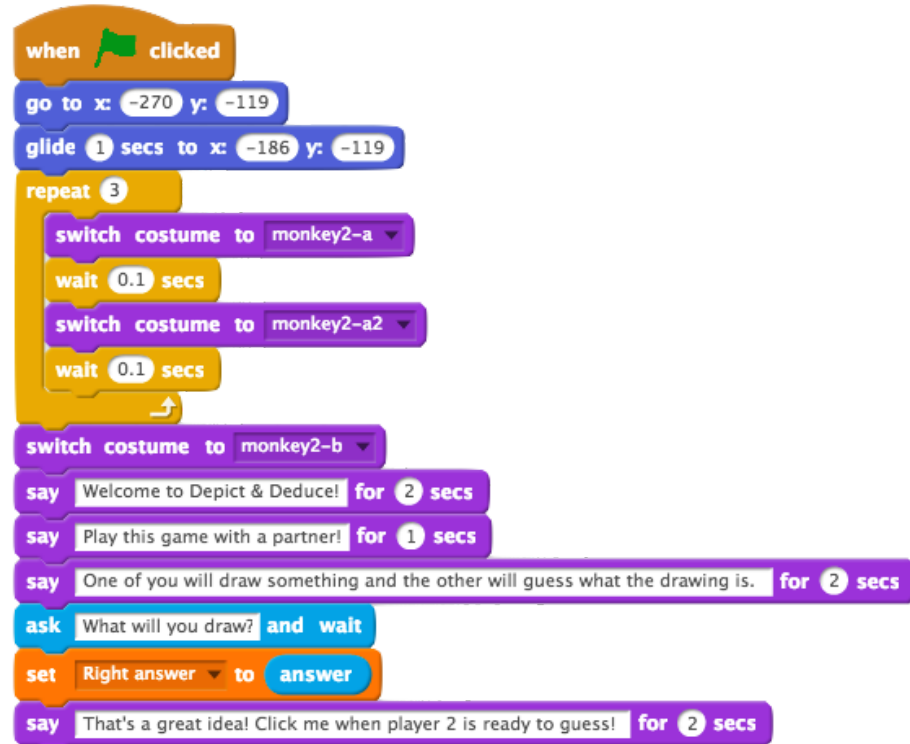 when clicked
go to x: -270 y: -119
glide 1 secs to x: -186 y: -119
repeat 3
switch costume to monkey2-a
wait 0.1 secs
switch costume to monkey2-a2
wait 0.1 secs
switch costume to monkey2-b
say Welcome to Depict & Deduce! for 2 secs
say Play this game with a partner! for 1 secs
say One of you will draw something and the other will guess what the drawing is. for 2 secs
ask What will you draw? and wait
set Right answer to answer
say That's a great idea! Click me when player 2 is ready to guess! for 2 secs